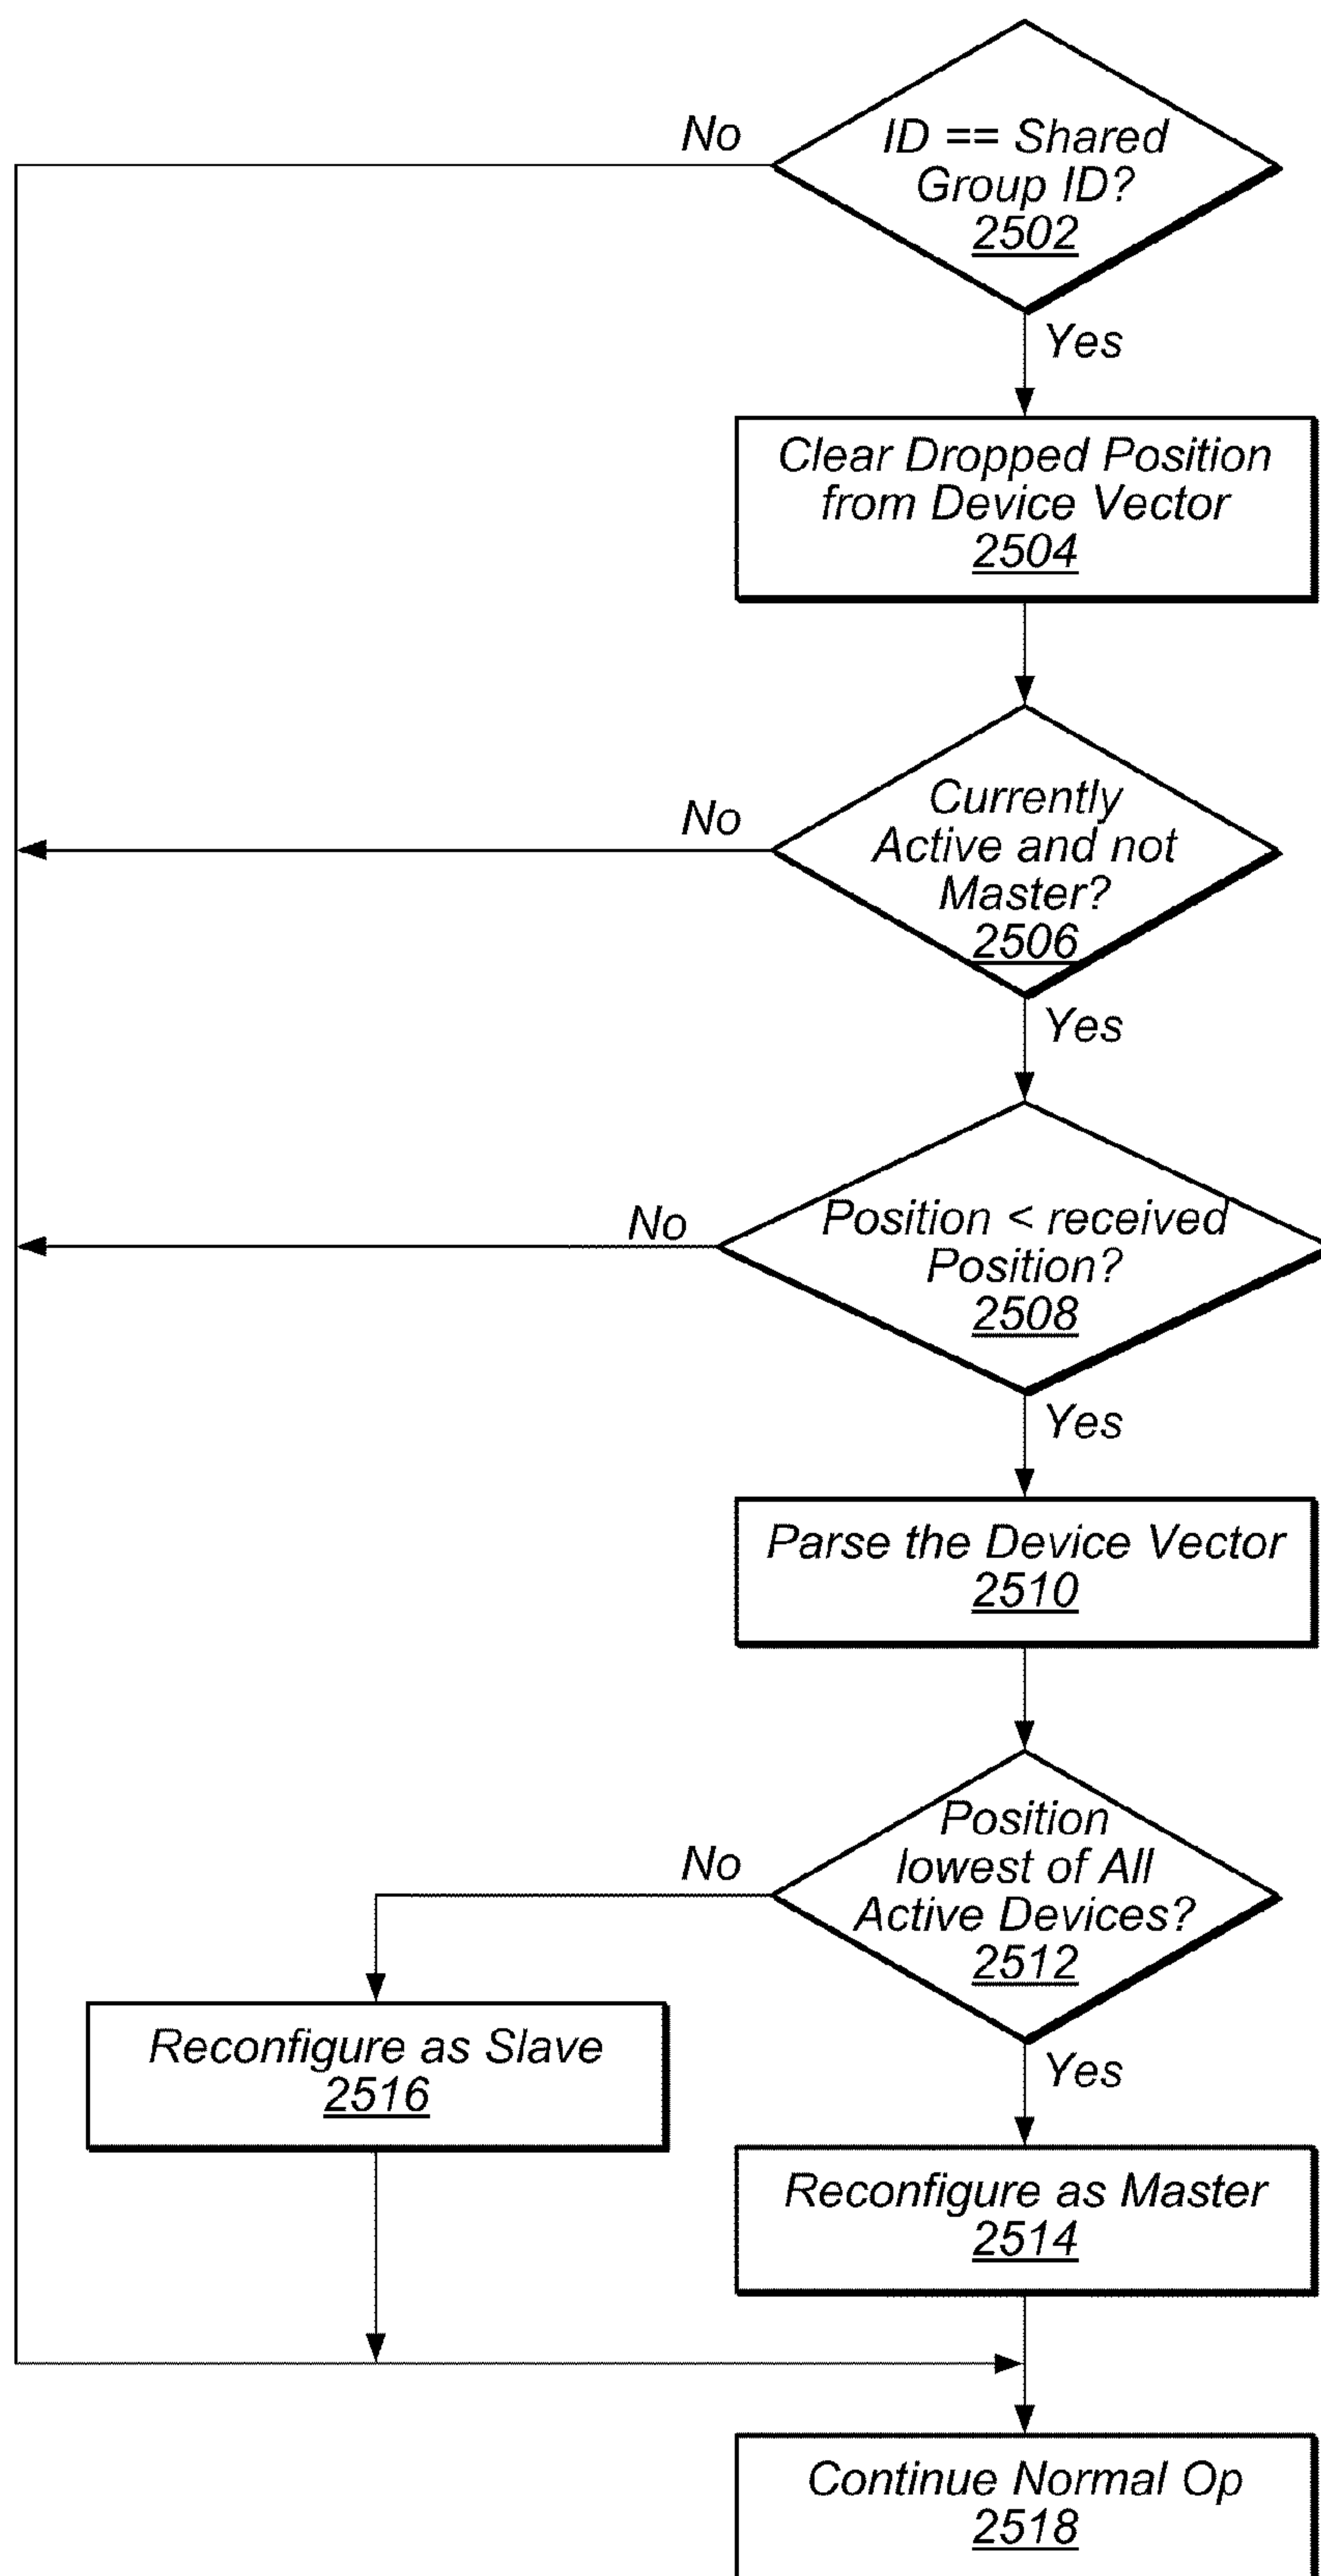 No
ID == Shared
Group ID?
2502
Yes
Clear Dropped Position
from Device Vector
2504
No
Currently
Active and not
Master?
2506
Yes
No
Position < received
Position?
2508
Yes
Parse the Device Vector
2510
No
Position
lowest of All
Active Devices?
2512
Yes
Reconfigure as Slave
2516
Reconfigure as Master
2514
Continue Normal Op
2518